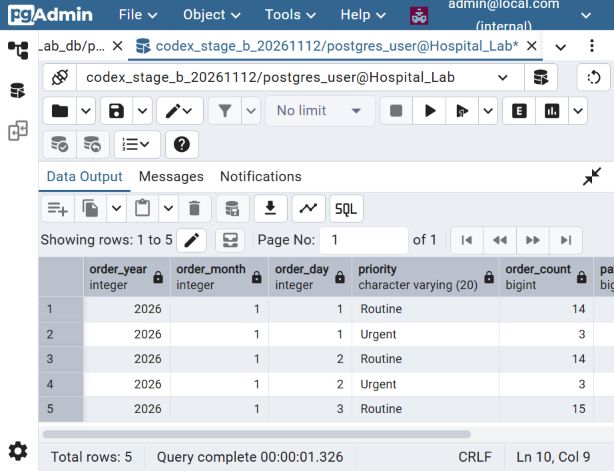 pgAdmin File Object Tools Help admin@local.com (internal)
_ab_db/p... codex_stage_b_20261112/postgres_user@Hospital_Lab*
codex_stage_b_20261112/postgres_user@Hospital_Lab
No limit E
Data Output Messages Notifications
SQL
Showing rows: 1 to 5 Page No: 1 of 1
order_year order_month order_day priority order_count
integer integer integer character varying (20) bigint
1 2026 1 1 Routine 14
2 2026 1 1 Urgent 3
3 2026 1 2 Routine 14
4 2026 1 2 Urgent 3
5 2026 1 3 Routine 15
Total rows: 5 Query complete 00:00:01.326 CRLF Ln 10, Col 9